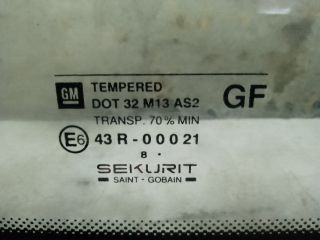 GM TEMPERED
DOT 32 M13 AS2 GF
TRANSP. 70% MIN
E6 43 R-00021
8 •
SEKURIT
SAINT-GOBAIN